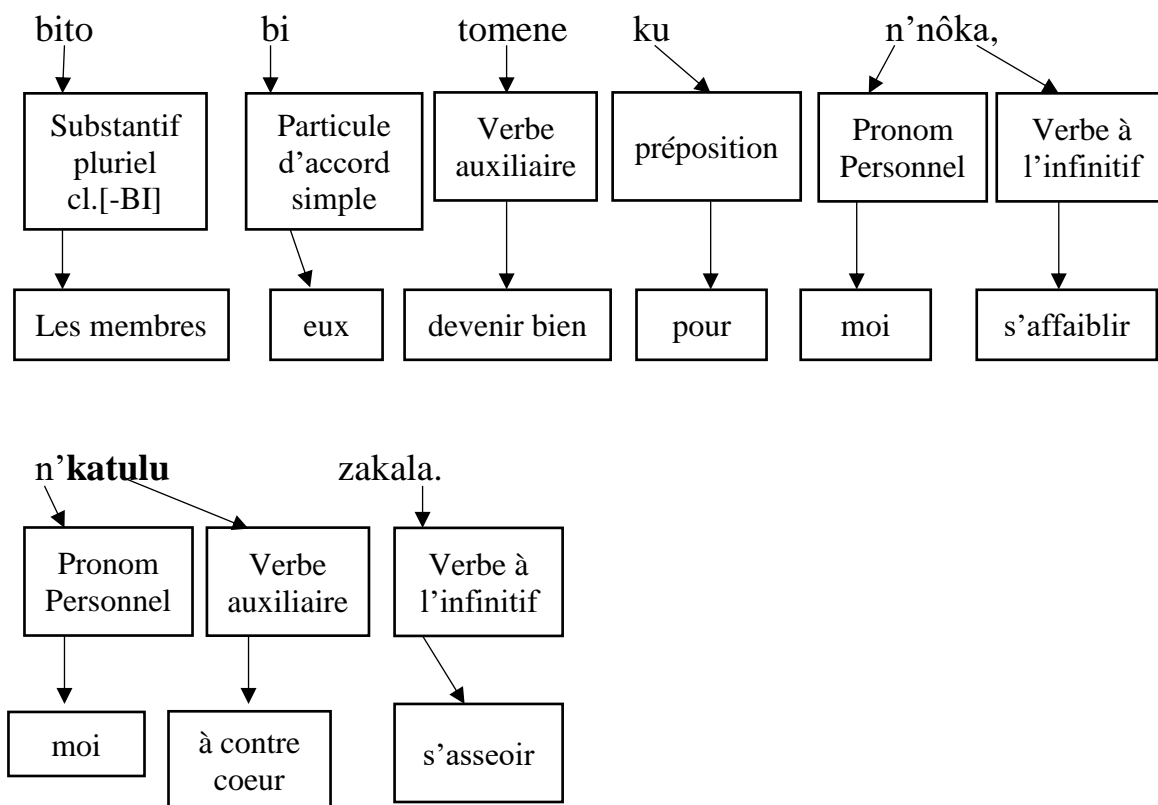 bito bi tomene ku n’nôka,
Substantif pluriel cl.[-BI]
Particule d’accord simple
Verbe auxiliaire
préposition
Pronom Personnel
Verbe à l’infinitif
Les membres
eux
devenir bien
pour
moi
s’affaiblir
n’katulu zakala.
Pronom Personnel
Verbe auxiliaire
Verbe à l’infinitif
moi
à contre coeur
s’asseoir